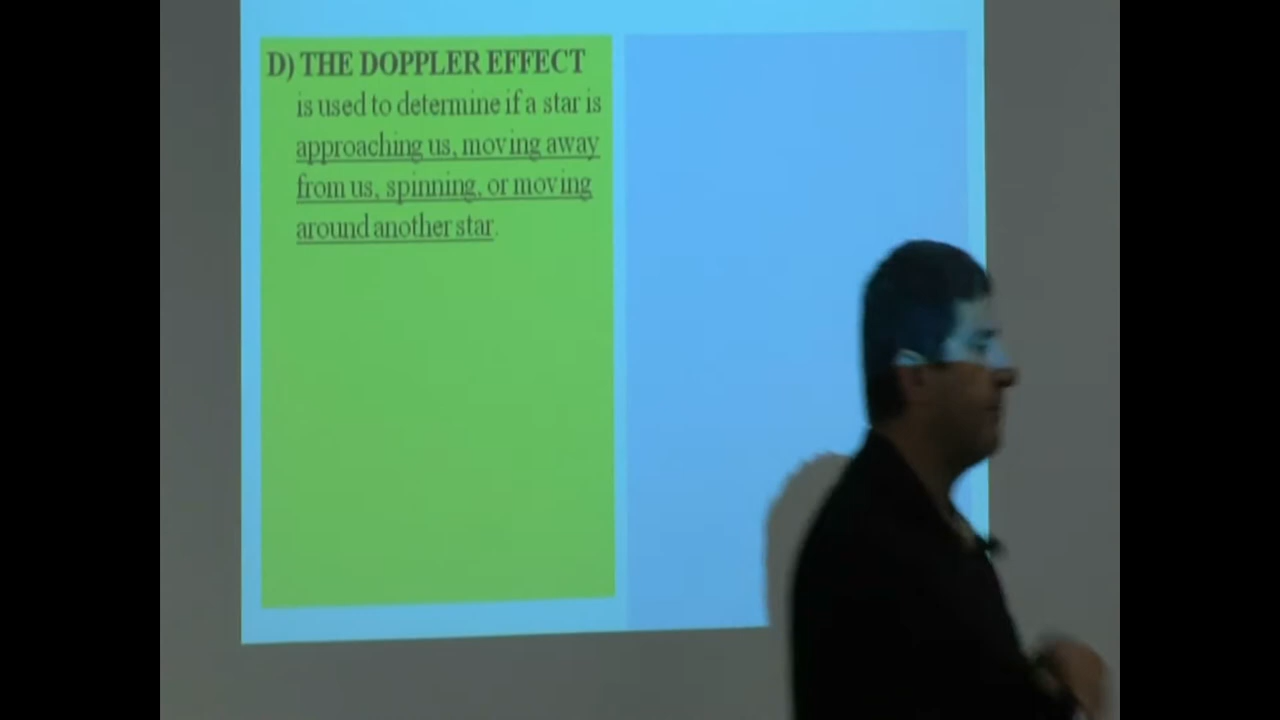 D) THE DOPPLER EFFECT
is used to determine if a star is
approaching us, moving away
from us, spinning, or moving
around another star.